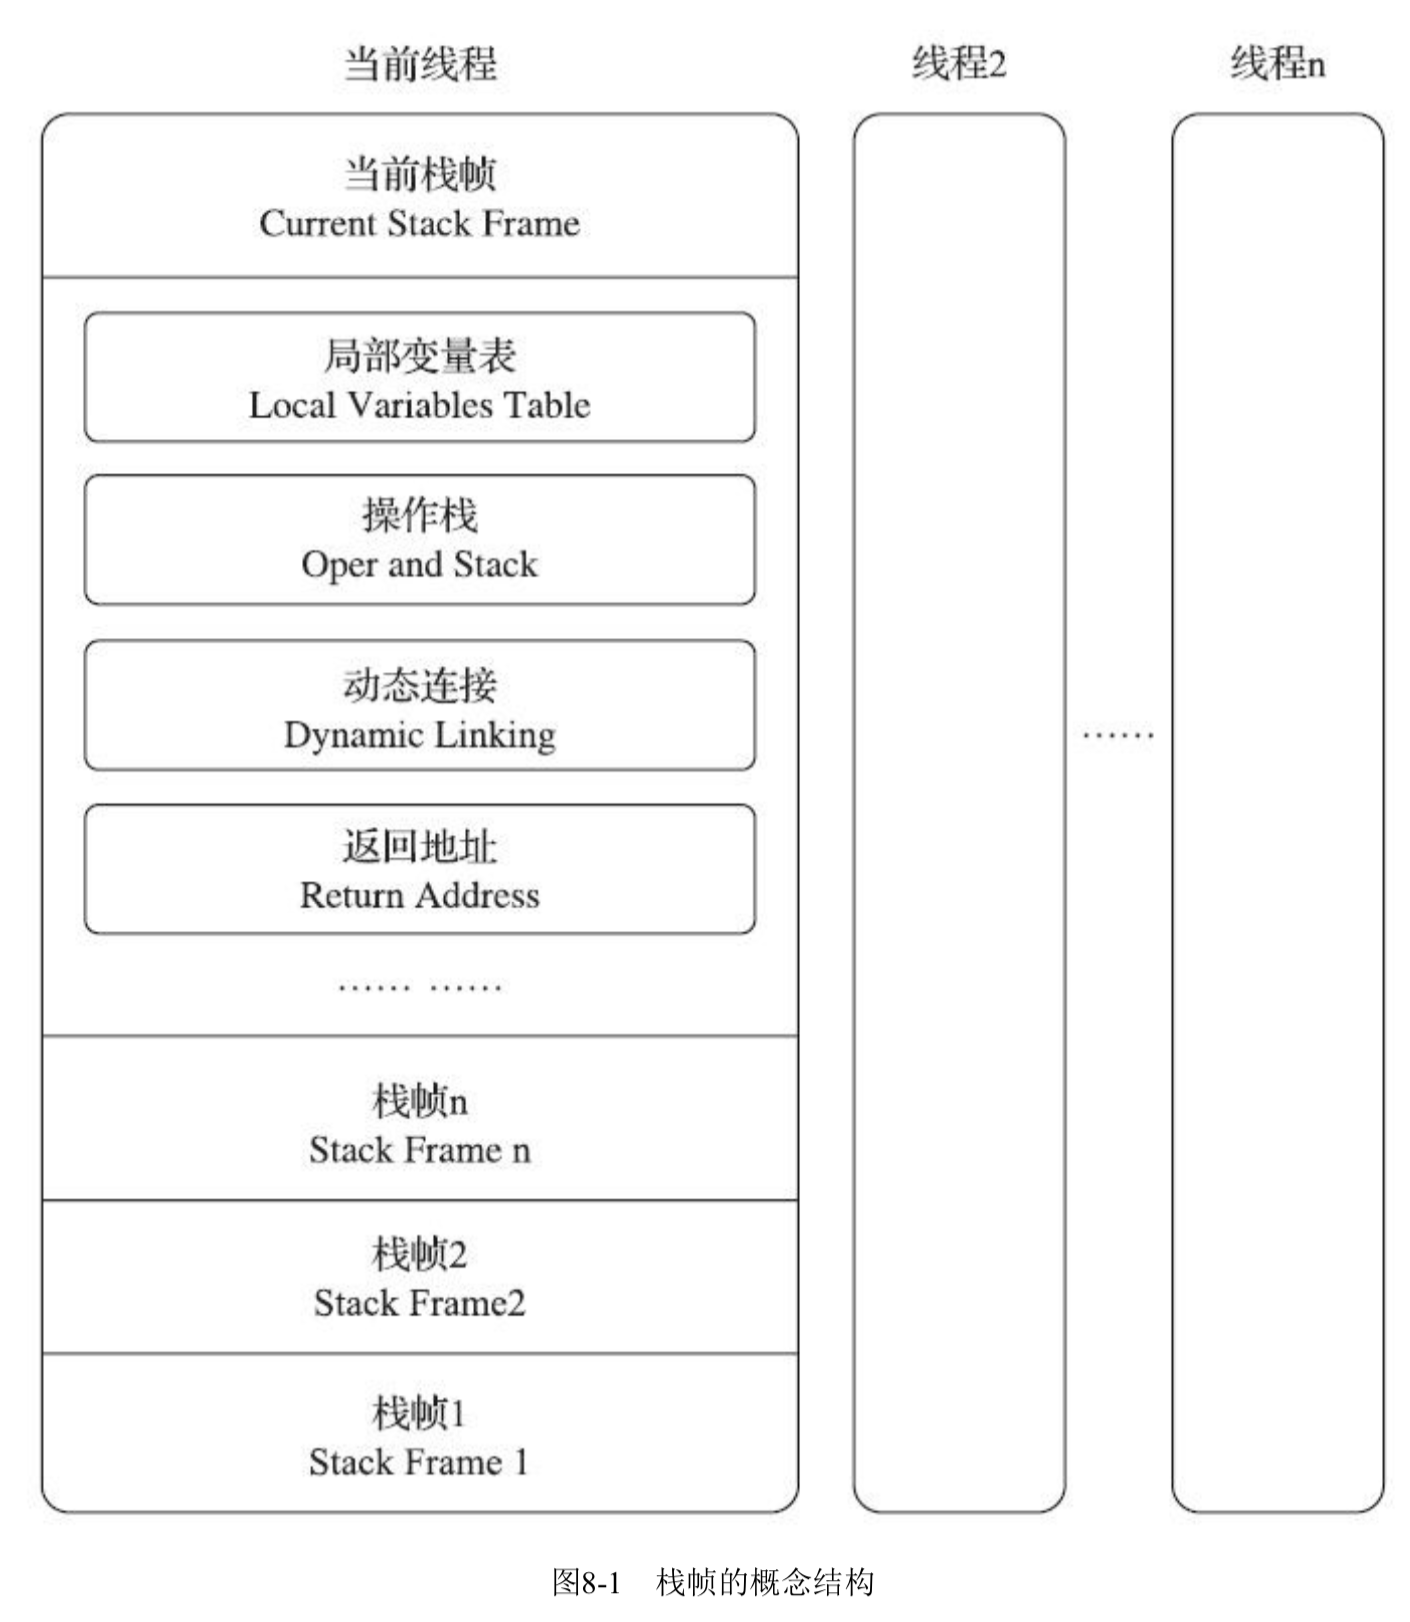 当前线程
线程2
线程n
当前栈帧
Current Stack Frame
局部变量表
Local Variables Table
操作栈
Oper and Stack
动态连接
Dynamic Linking
返回地址
Return Address
…… ……
……
栈帧n
Stack Frame n
栈帧2
Stack Frame2
栈帧1
Stack Frame 1
图8-1 栈帧的概念结构